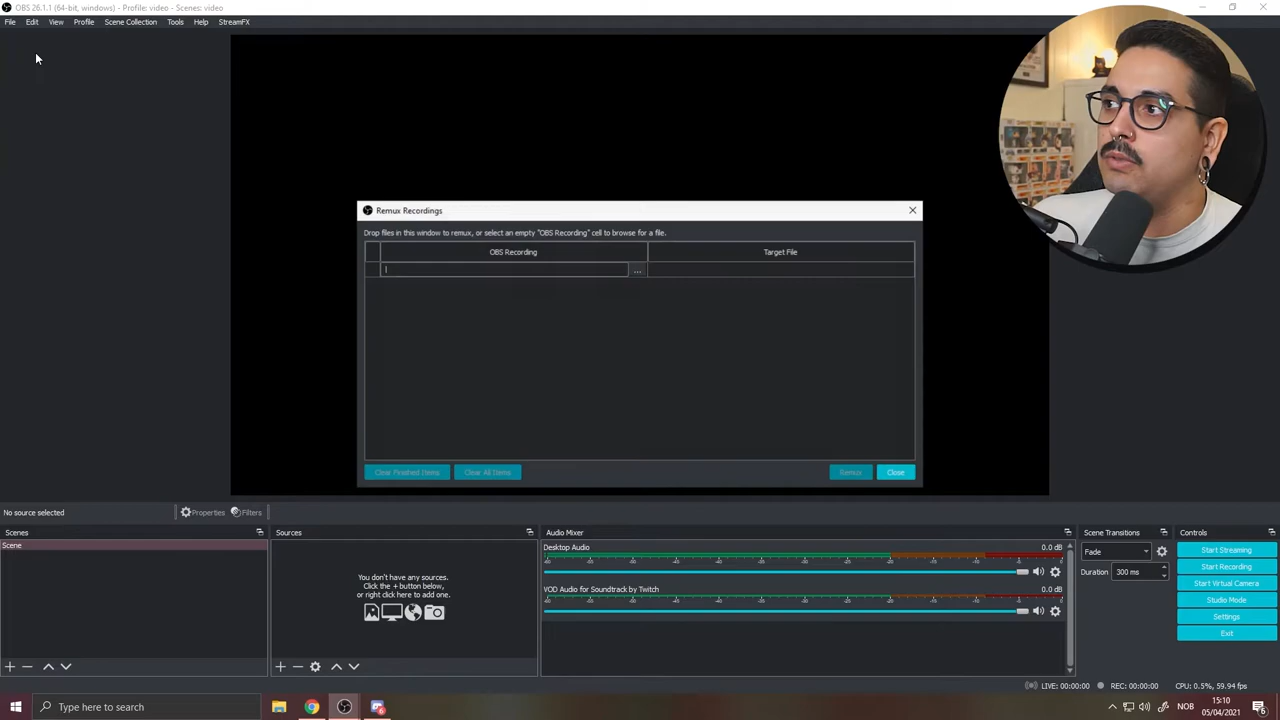 OBS 26.1.1 (64-bit, windows) - Profile: video - Scenes: video
File Edit View Profile Scene Collection Tools Help StreamFX
Remux Recordings
Drop files in this window to remux, or select an empty "OBS Recording" cell to browse for a file.
OBS Recording Target File
...
Clear Finished Items Clear All Items Remux Close
No source selected Properties Filters
Scenes Sources Audio Mixer Scene Transitions Controls
Scene
You don't have any sources.
Click the + button below,
or right click here to add one.
Desktop Audio 0.0 dB
VOD Audio for Soundtrack by Twitch 0.0 dB
Fade
Duration 300 ms
Start Streaming
Start Recording
Start Virtual Camera
Studio Mode
Settings
Exit
LIVE: 00:00:00 REC: 00:00:00 CPU: 0.5%, 59.94 fps
Type here to search
NOB
15:10
05/04/2021
6